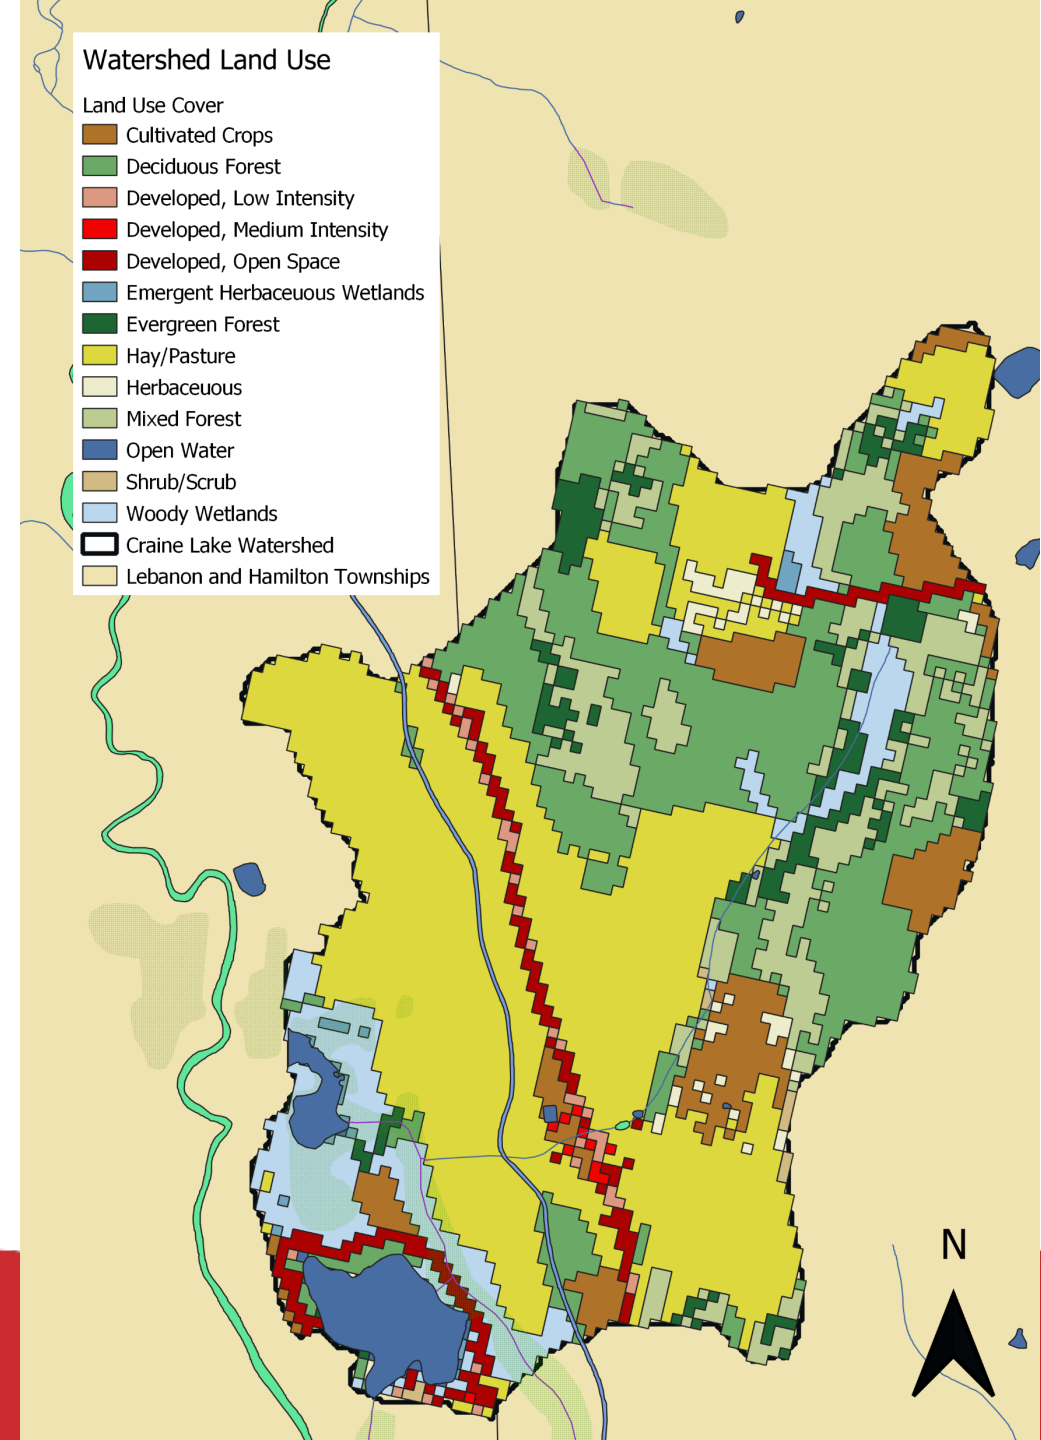 Watershed Land Use
Land Use Cover
Cultivated Crops
Deciduous Forest
Developed, Low Intensity
Developed, Medium Intensity
Developed, Open Space
Emergent Herbaceuous Wetlands
Evergreen Forest
Hay/Pasture
Herbaceuous
Mixed Forest
Open Water
Shrub/Scrub
Woody Wetlands
Craine Lake Watershed
Lebanon and Hamilton Townships
N